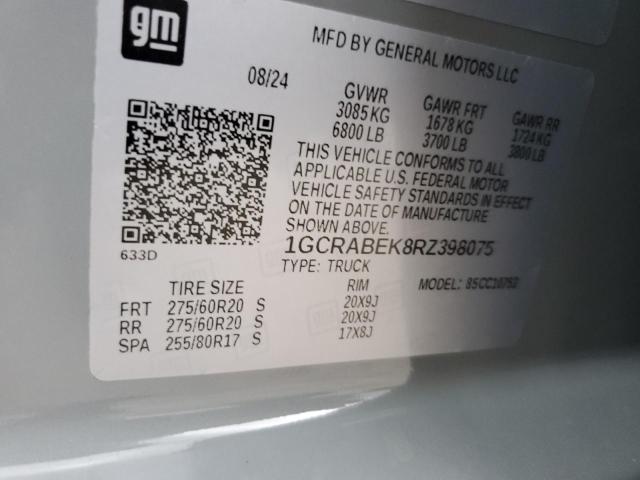 gm
MFD BY GENERAL MOTORS LLC
08/24
GVWR GAWR FRT GAWR RR
3085 KG 1678 KG 1724 KG
6800 LB 3700 LB 3800 LB
THIS VEHICLE CONFORMS TO ALL
APPLICABLE U.S. FEDERAL MOTOR
VEHICLE SAFETY STANDARDS IN EFFECT
ON THE DATE OF MANUFACTURE
SHOWN ABOVE.
633D
1GCRABEK8RZ398075
TYPE: TRUCK MODEL:
TIRE SIZE RIM
FRT 275/60R20 S 20X9J
RR 275/60R20 S 20X9J
SPA 255/80R17 S 17X8J